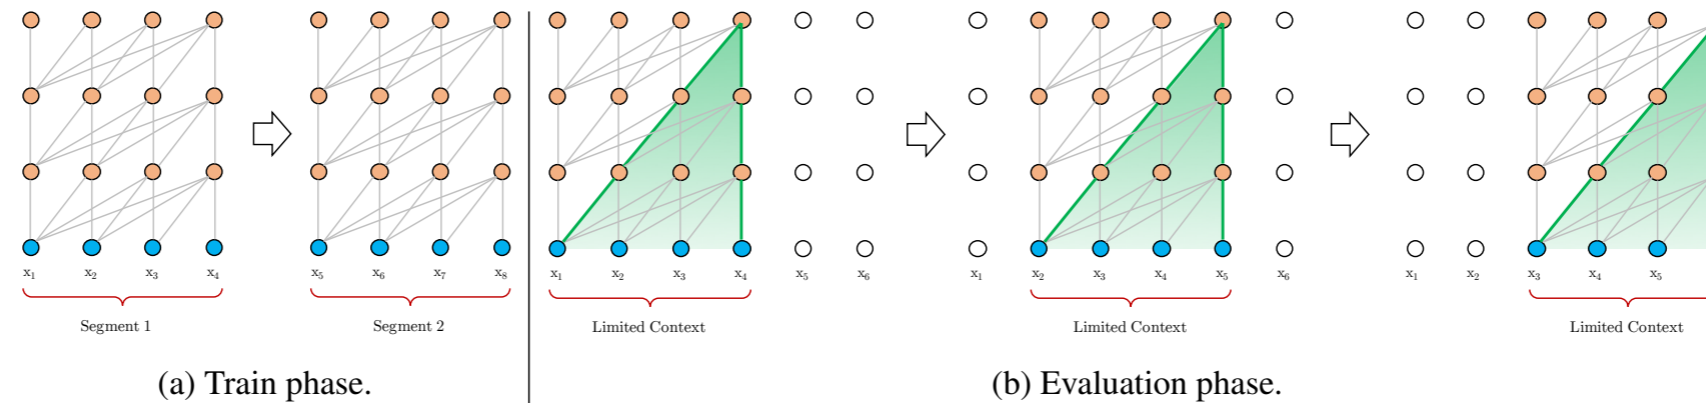 x₁ x₂ x₃ x₄ x₅ x₆ x₇ x₈ x₁ x₂ x₃ x₄ x₅ x₆ x₁ x₂ x₃ x₄ x₅ x₆ x₁ x₂ x₃ x₄ x₅
Segment 1 Segment 2 Limited Context Limited Context Limited Context
(a) Train phase. (b) Evaluation phase.